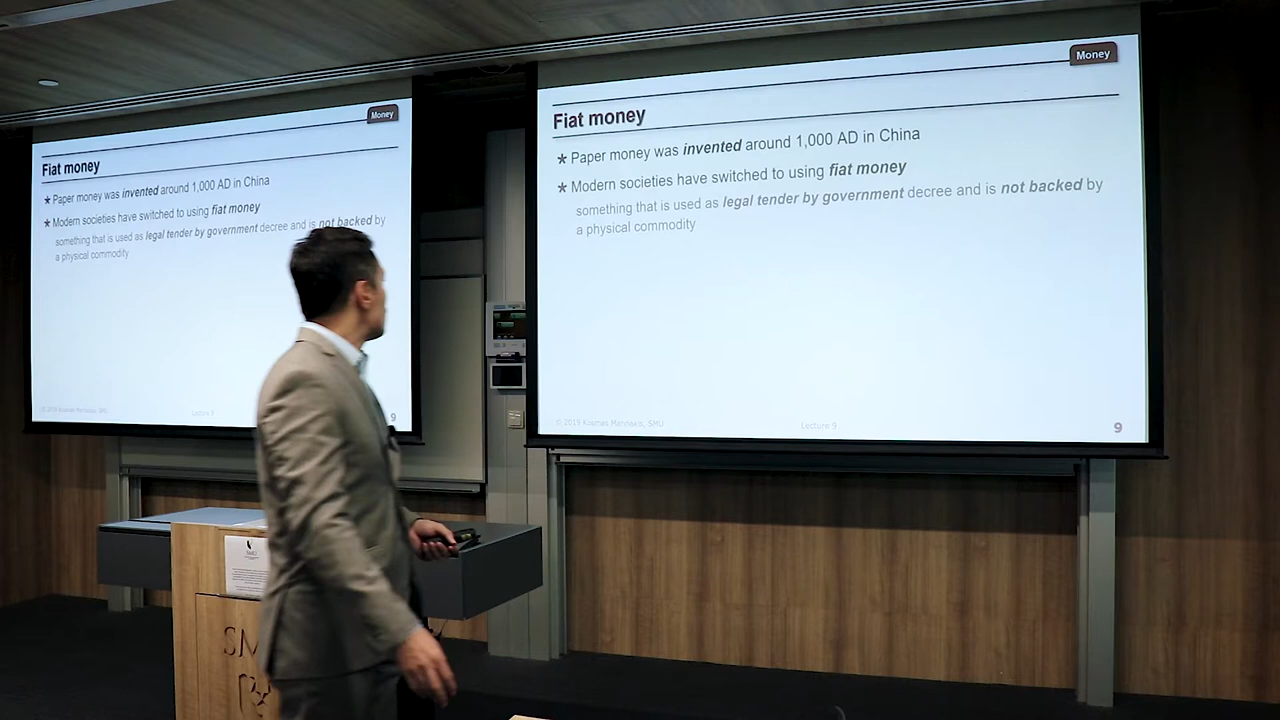 Money
Fiat money
* Paper money was invented around 1,000 AD in China
* Modern societies have switched to using fiat money
something that is used as legal tender by government decree and is not backed by
a physical commodity
Lecture 9
9
Money
Fiat money
* Paper money was invented around 1,000 AD in China
* Modern societies have switched to using fiat money
something that is used as legal tender by government decree and is not backed by
a physical commodity
© 2019 Kosmas Marinakis, SMU
Lecture 9
9
SMU
SM